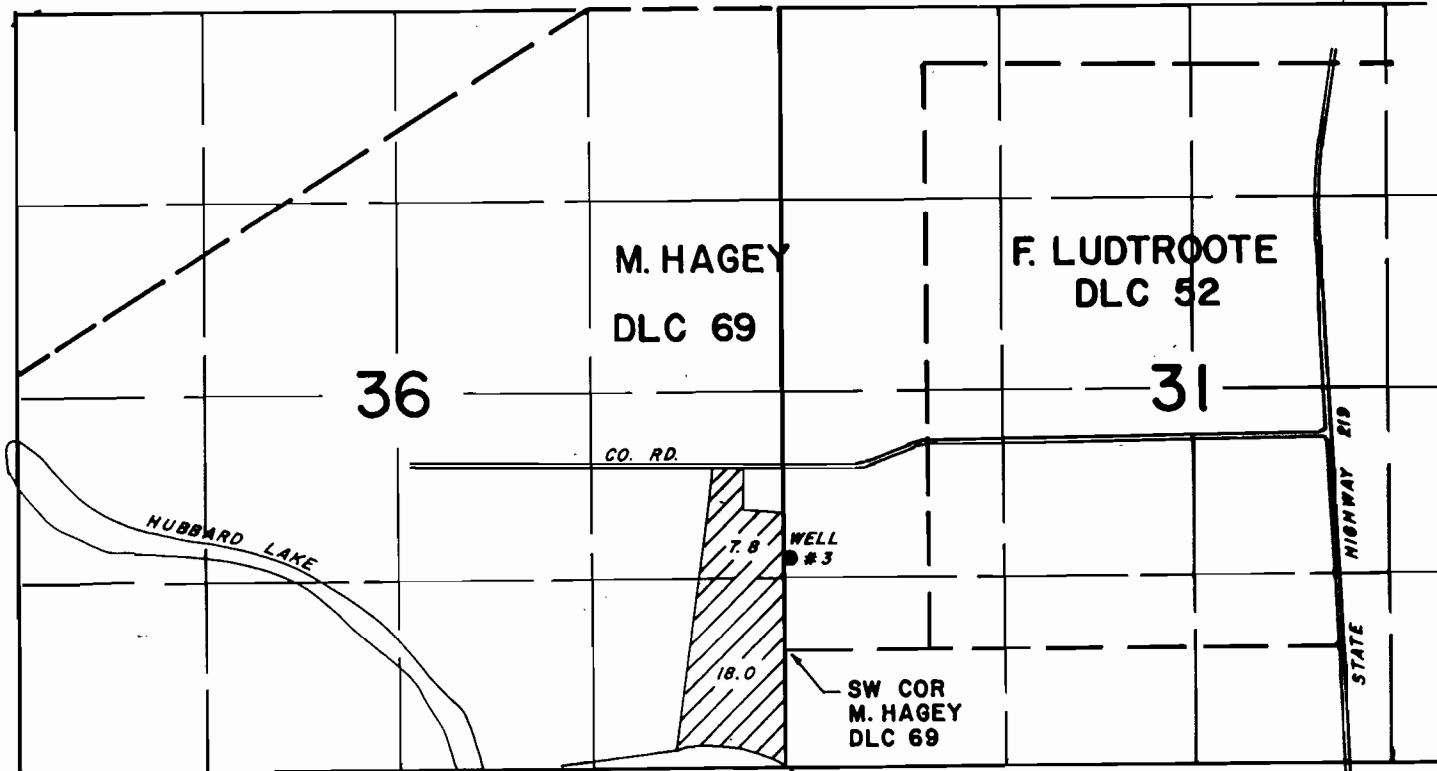 M. HAGEY
DLC 69
F. LUDTROOTE
DLC 52
36
31
CO. RD.
HUBBARD LAKE
7.8
WELL
#3
18.0
SW COR
M. HAGEY
DLC 69
STATE HIGHWAY 219